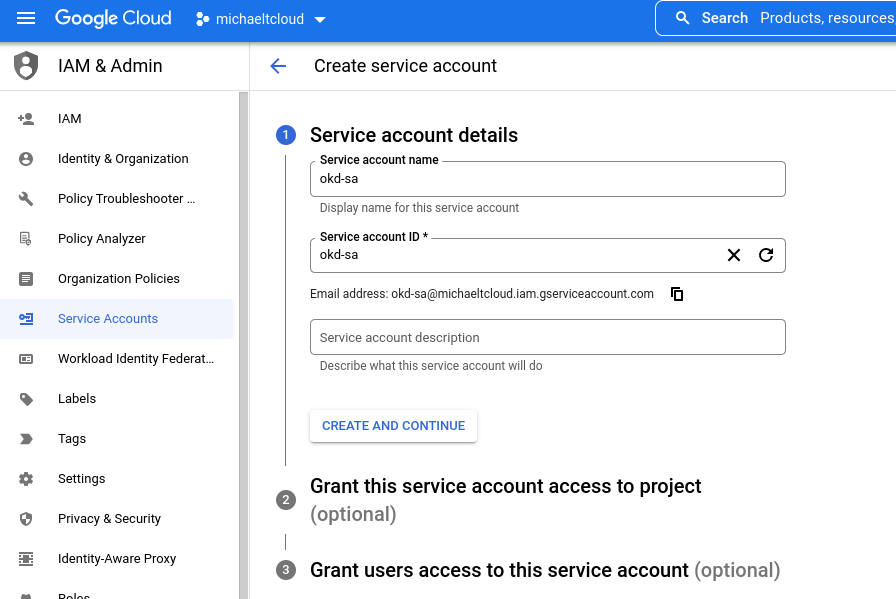 Google Cloud
michaeltcloud
Search Products, resources,
IAM & Admin
Create service account
IAM
Identity & Organization
Policy Troubleshooter ...
Policy Analyzer
Organization Policies
Service Accounts
Workload Identity Federat...
Labels
Tags
Settings
Privacy & Security
Identity-Aware Proxy
Roles
1
Service account details
Service account name
okd-sa
Display name for this service account
Service account ID *
okd-sa
Email address: okd-sa@michaeltcloud.iam.gserviceaccount.com
Service account description
Describe what this service account will do
CREATE AND CONTINUE
2
Grant this service account access to project
(optional)
3
Grant users access to this service account (optional)